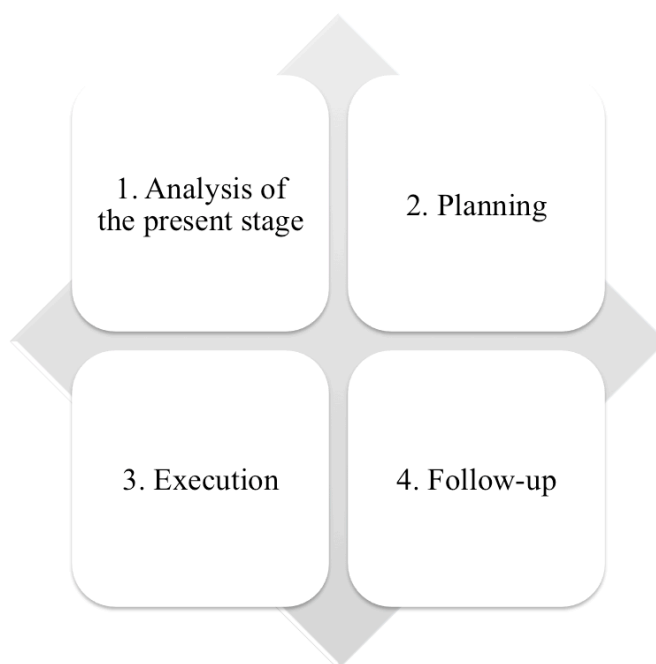 1. Analysis of
the present stage
2. Planning
3. Execution
4. Follow-up